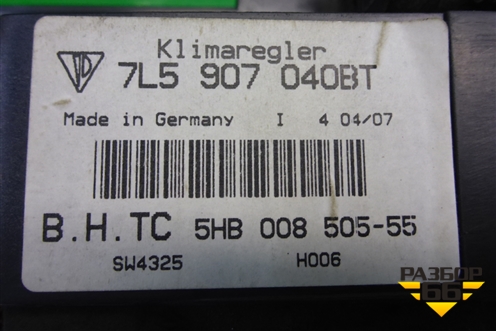 Klimaregler
7L5 907 040BT
Made in Germany I 4 04/07
B.H.TC 5HB 008 505-55
SW4325 H006
РАЗБОР
66